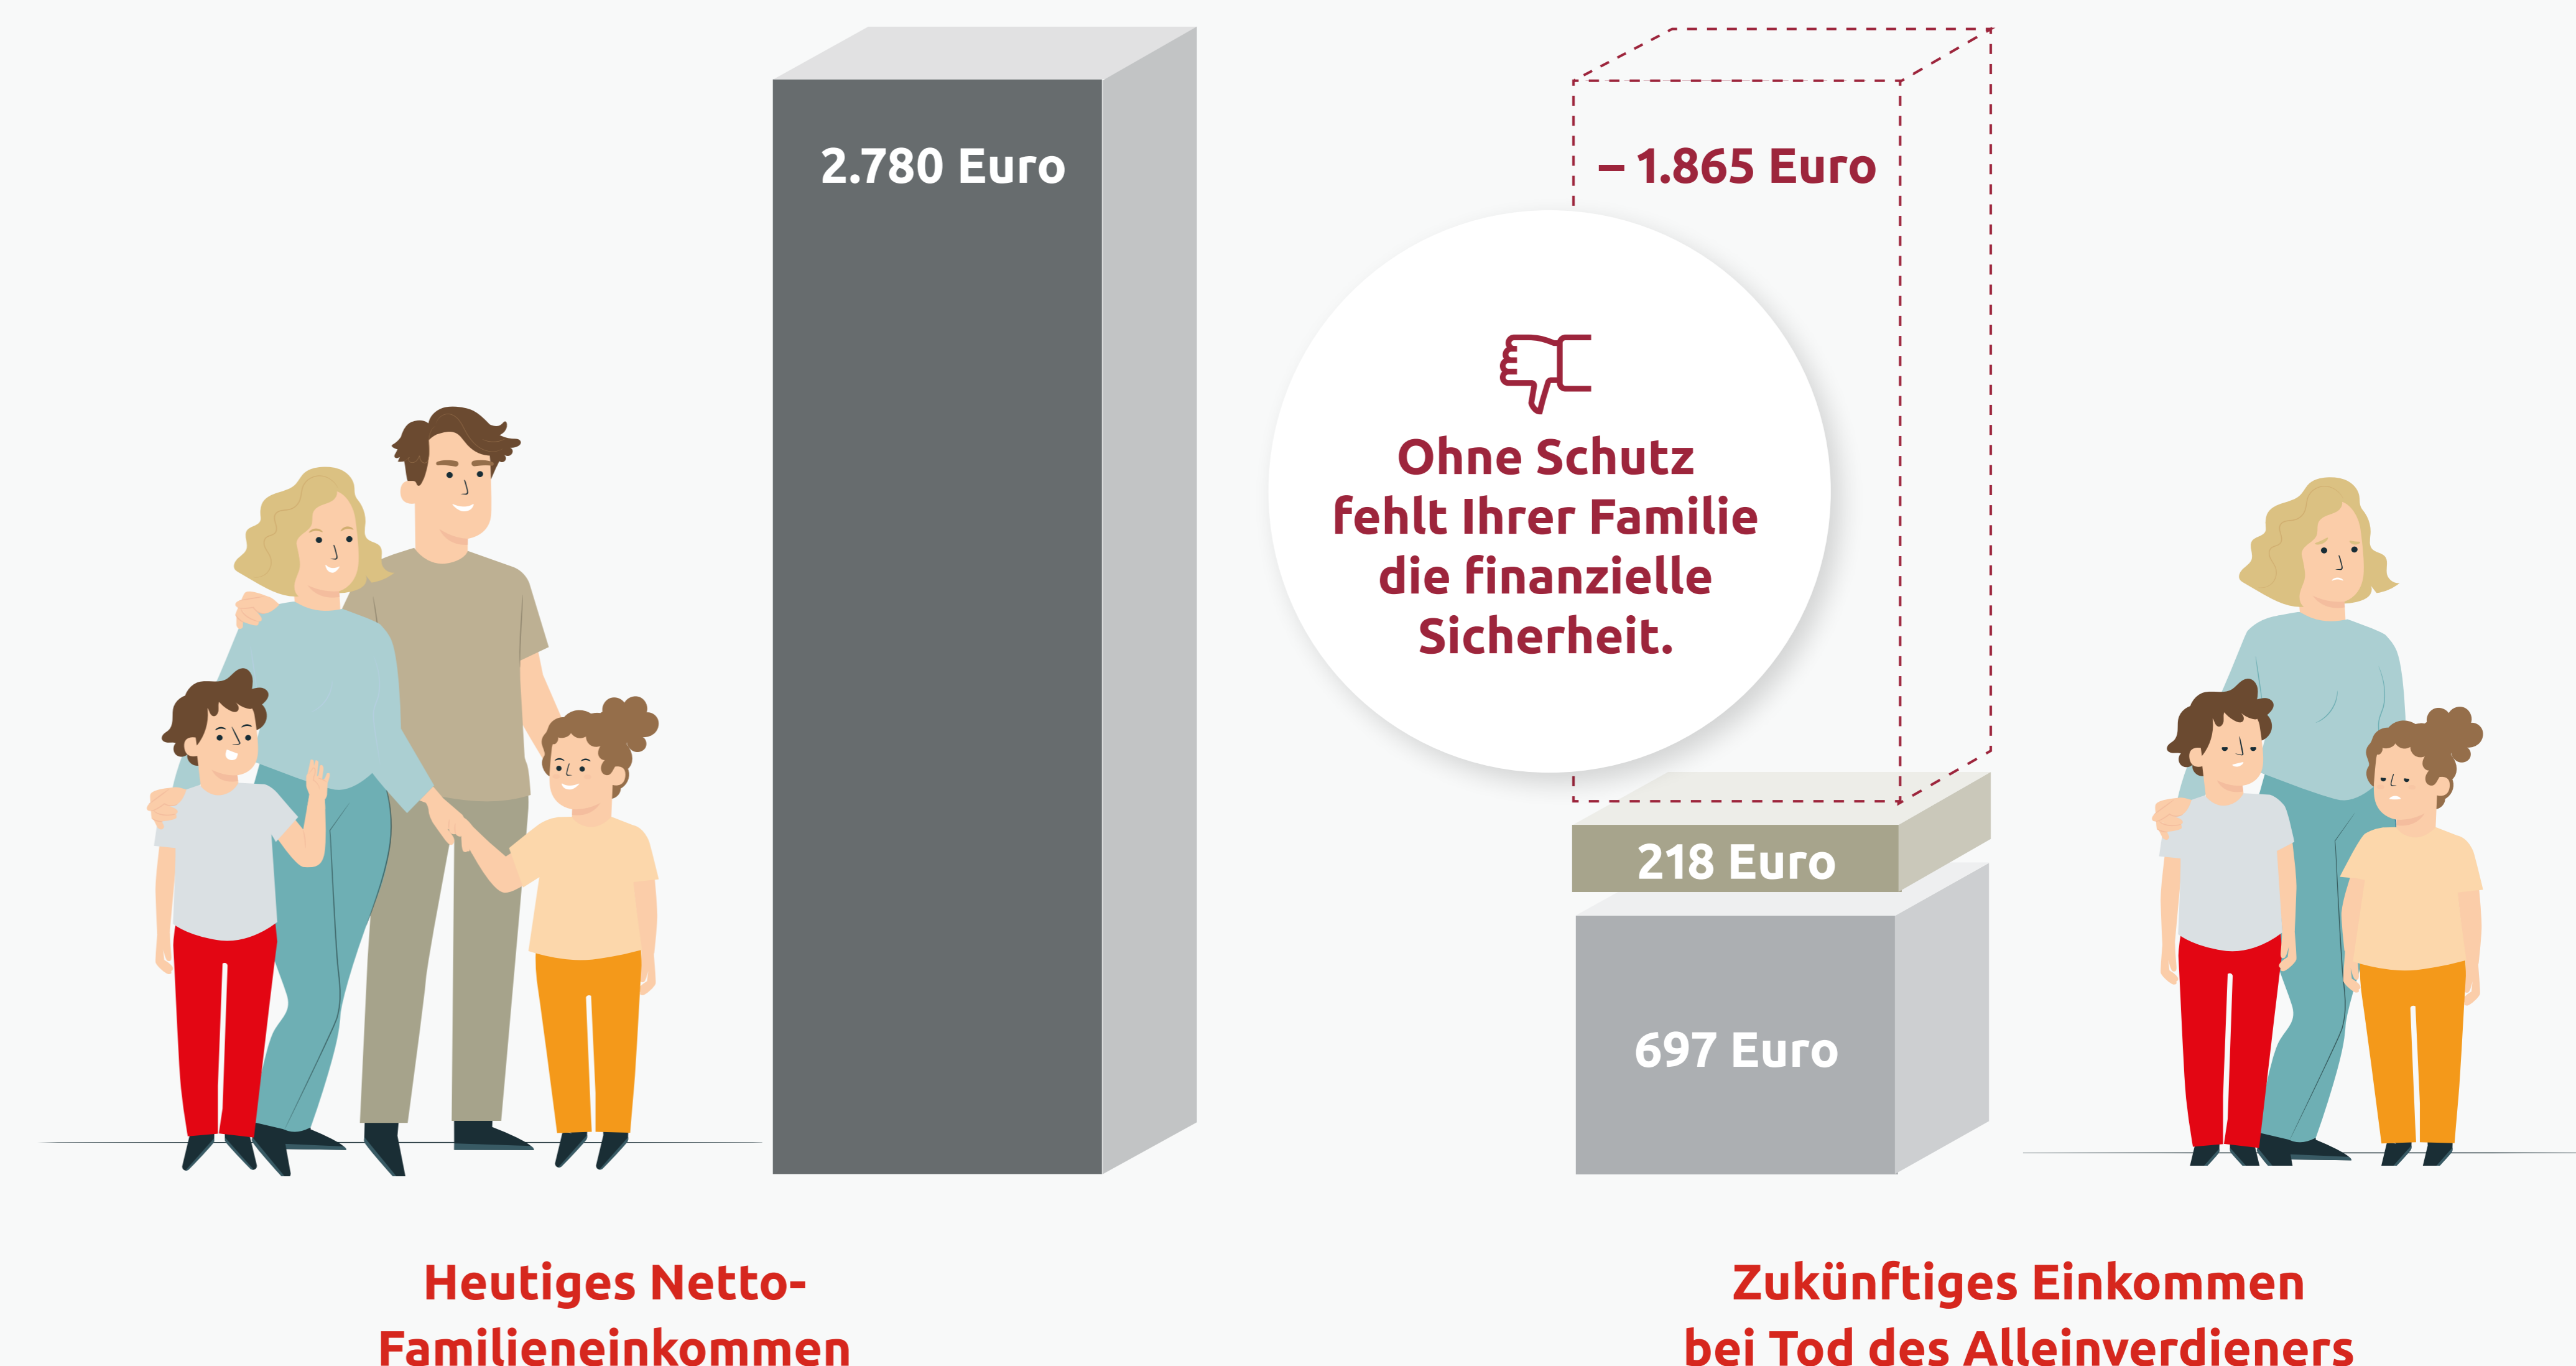 2.780 Euro
– 1.865 Euro
Ohne Schutz
fehlt Ihrer Familie
die finanzielle
Sicherheit.
218 Euro
697 Euro
Heutiges Netto-
Familieneinkommen
Zukünftiges Einkommen
bei Tod des Alleinverdieners